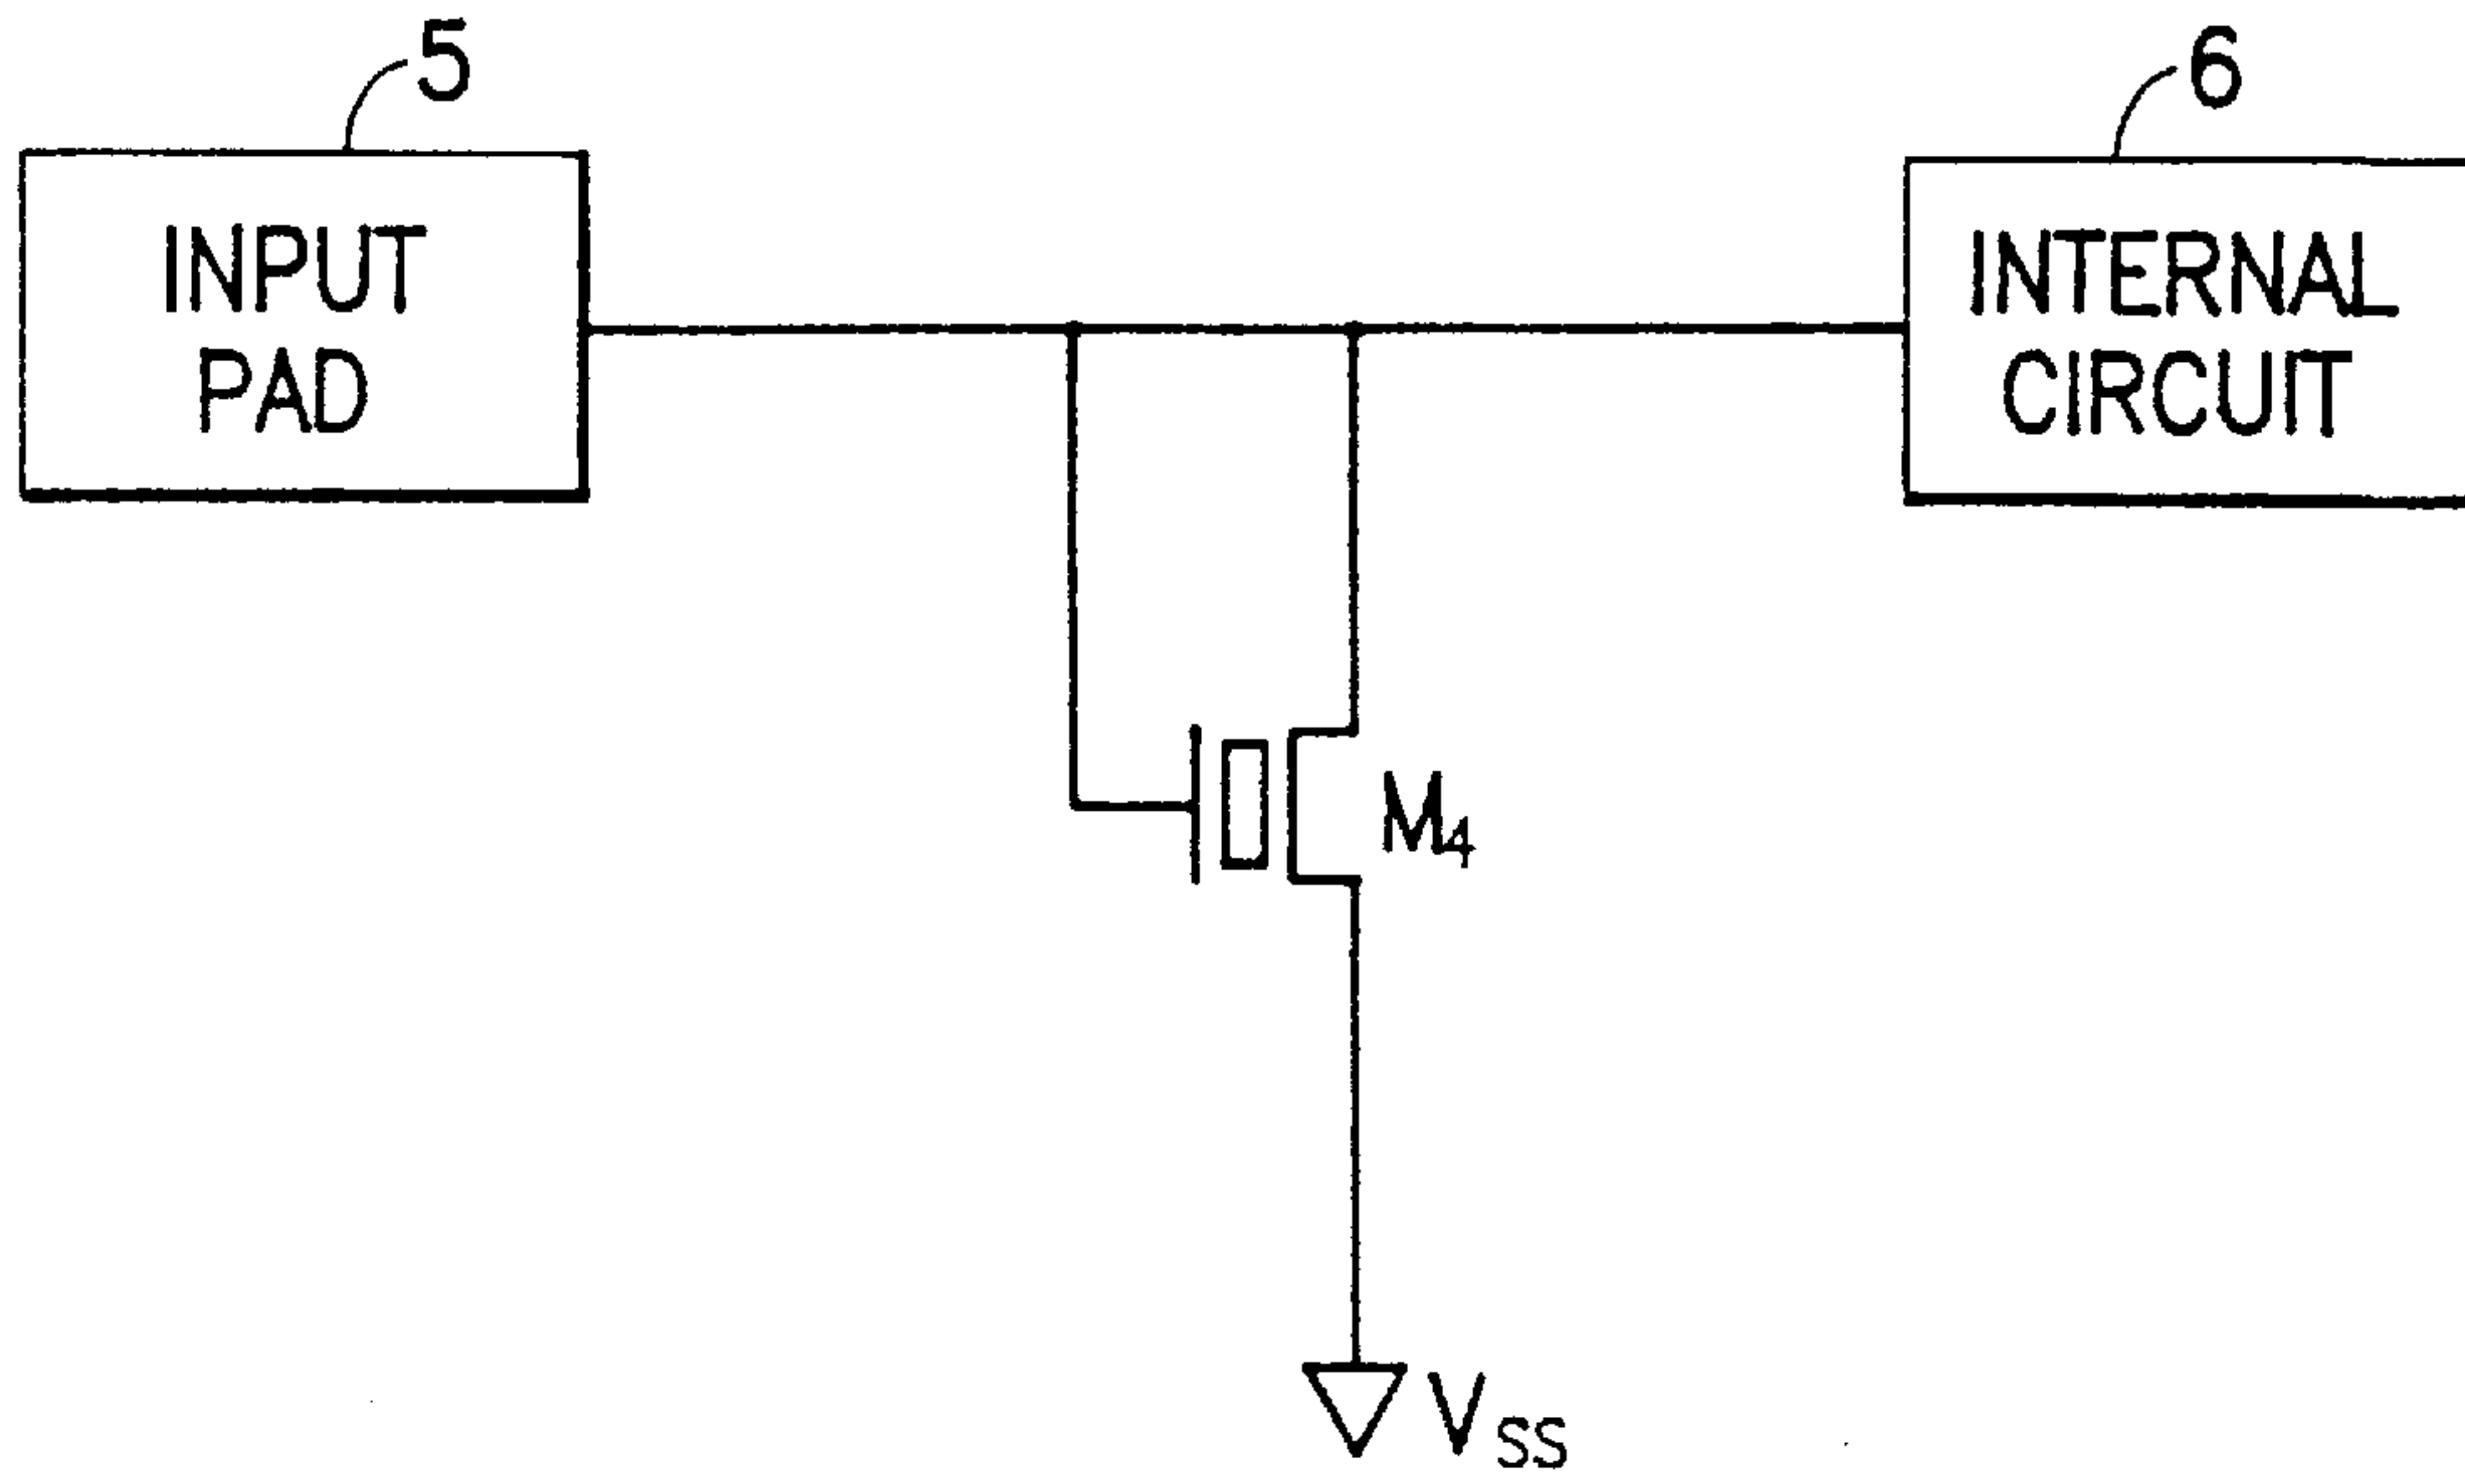 5
6
INPUT
PAD
INTERNAL
CIRCUIT
M4
VSS